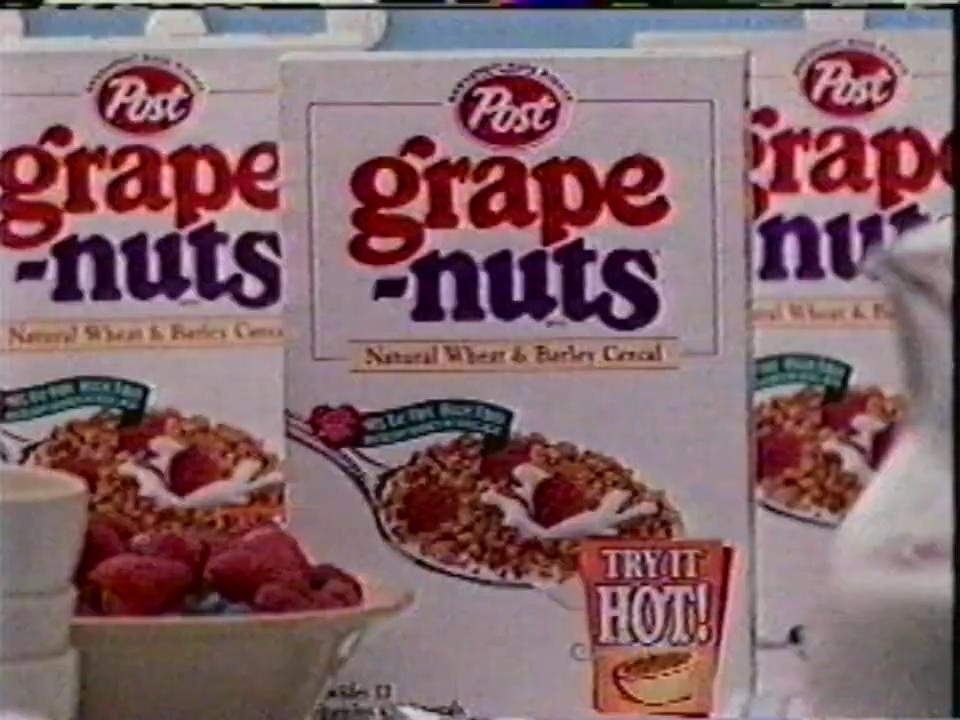 Post
grape
-nuts
Natural Wheat & Barley Cereal
Post
grape
-nuts
Natural Wheat & Barley Cereal
TRY IT
HOT!
Post
grape
nut